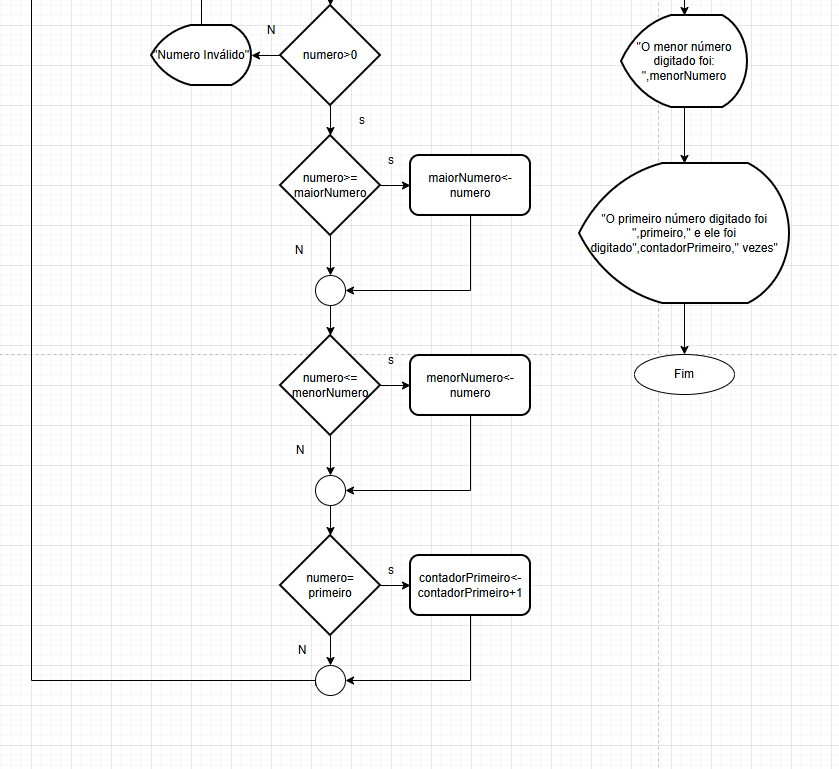 N
"Numero Inválido"
numero>0
s
numero>=
maiorNumero
s
maiorNumero<-
numero
N
numero<=
menorNumero
s
menorNumero<-
numero
N
numero=
primeiro
s
contadorPrimeiro<-
contadorPrimeiro+1
N
"O menor número
digitado foi:
",menorNumero
"O primeiro número digitado foi
",primeiro," e ele foi
digitado",contadorPrimeiro," vezes"
Fim